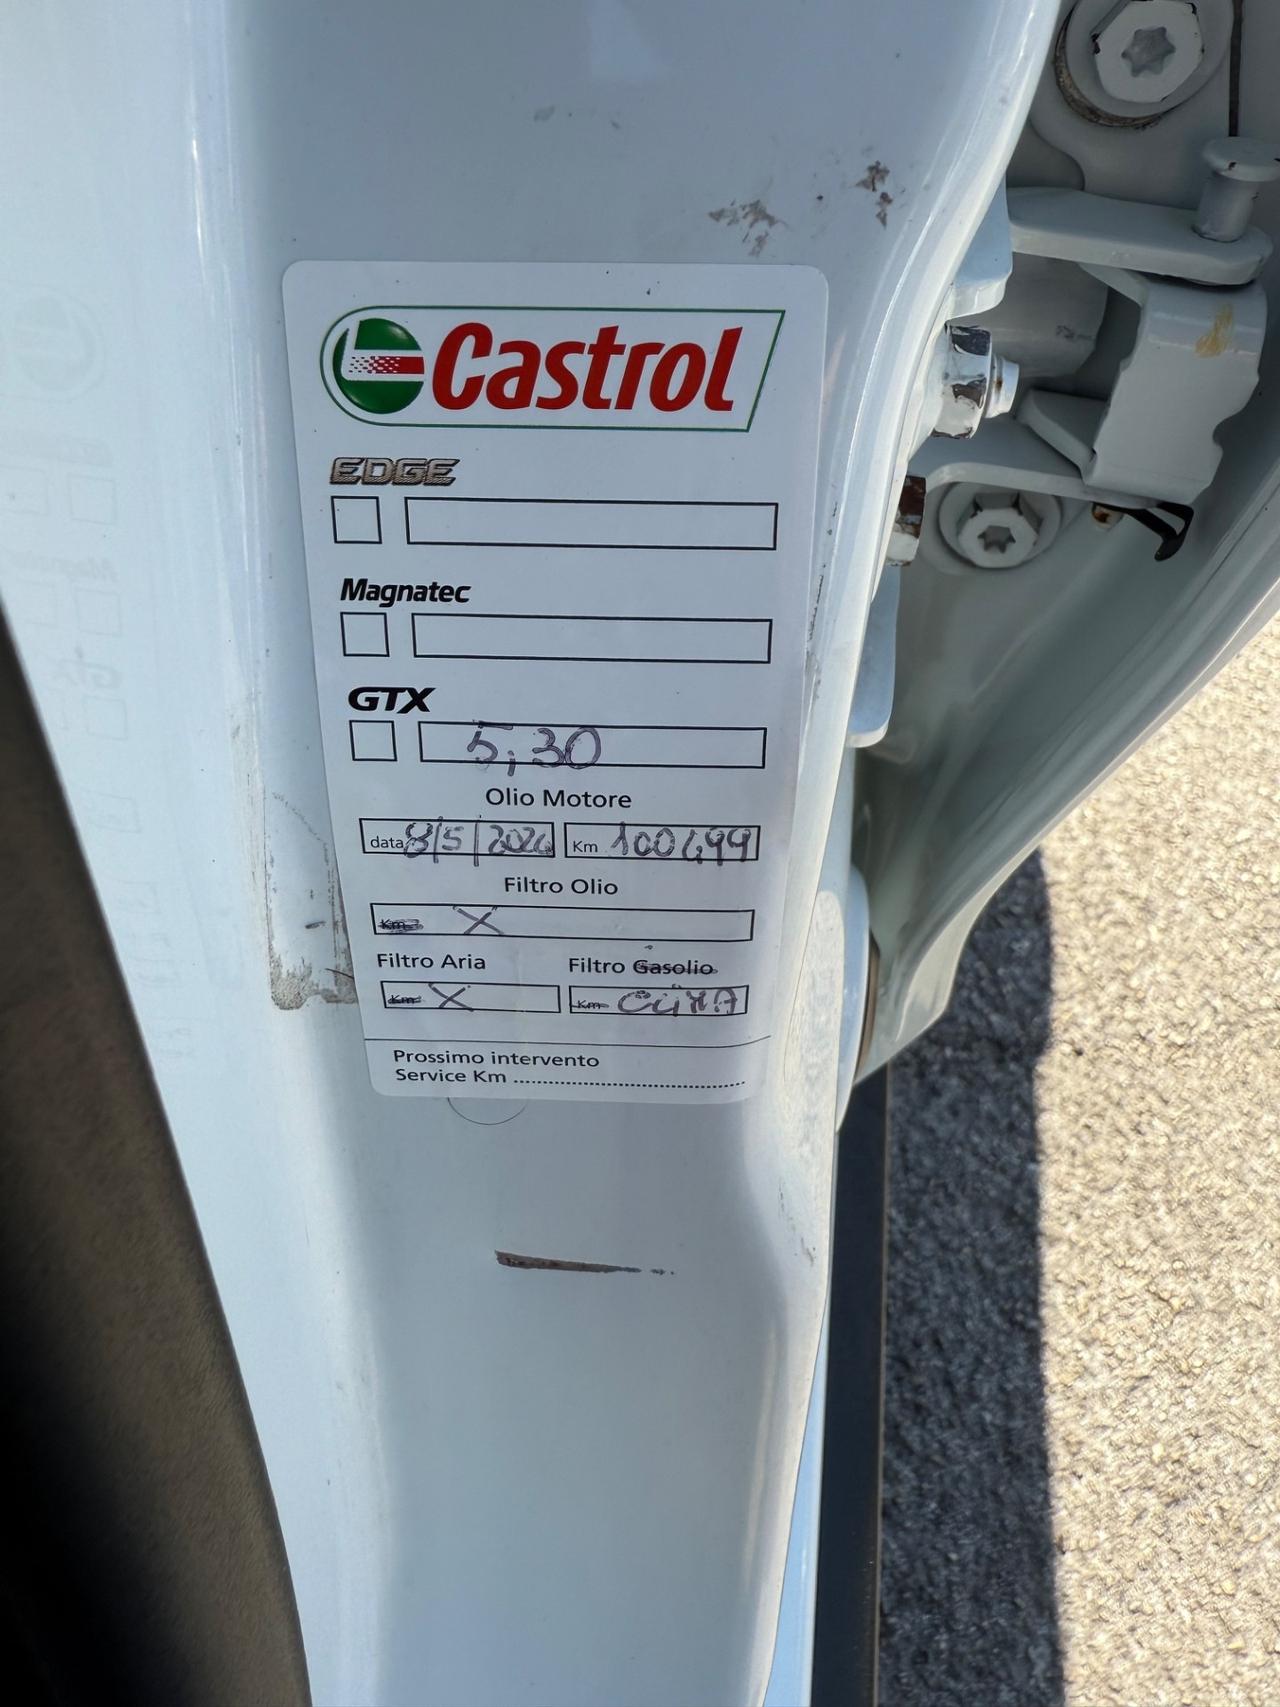 Castrol
EDGE
Magnatec
GTX
5,30
Olio Motore
data 8/5/2024 Km 100499
Filtro Olio
Km X
Filtro Aria Filtro Gasolio
Km X Km CLIMA
Prossimo intervento
Service Km ........................................